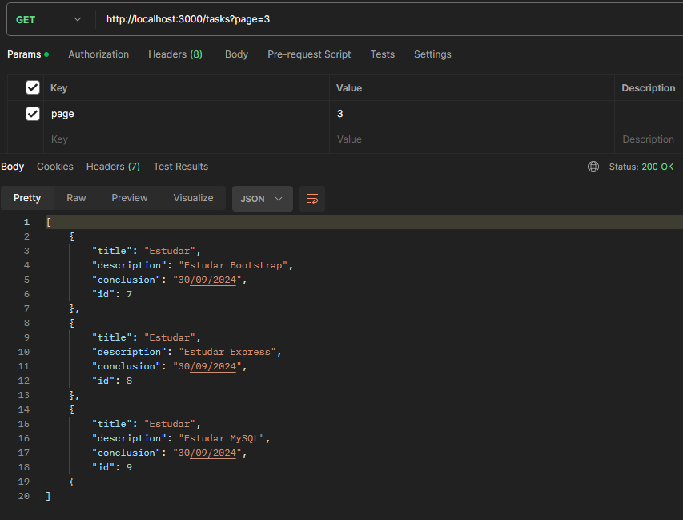 GET http://localhost:3000/tasks?page=3
Params Authorization Headers (8) Body Pre-request Script Tests Settings
Key Value Description
page 3
Key Value Description
Body Cookies Headers (7) Test Results Status: 200 OK
Pretty Raw Preview Visualize JSON
1 [
2 {
3 "title": "Estudar",
4 "description": "Estudar Bootstrap",
5 "conclusion": "30/09/2024",
6 "id": 7
7 },
8 {
9 "title": "Estudar",
10 "description": "Estudar Express",
11 "conclusion": "30/09/2024",
12 "id": 8
13 },
14 {
15 "title": "Estudar",
16 "description": "Estudar MySQL",
17 "conclusion": "30/09/2024",
18 "id": 9
19 {
20 ]